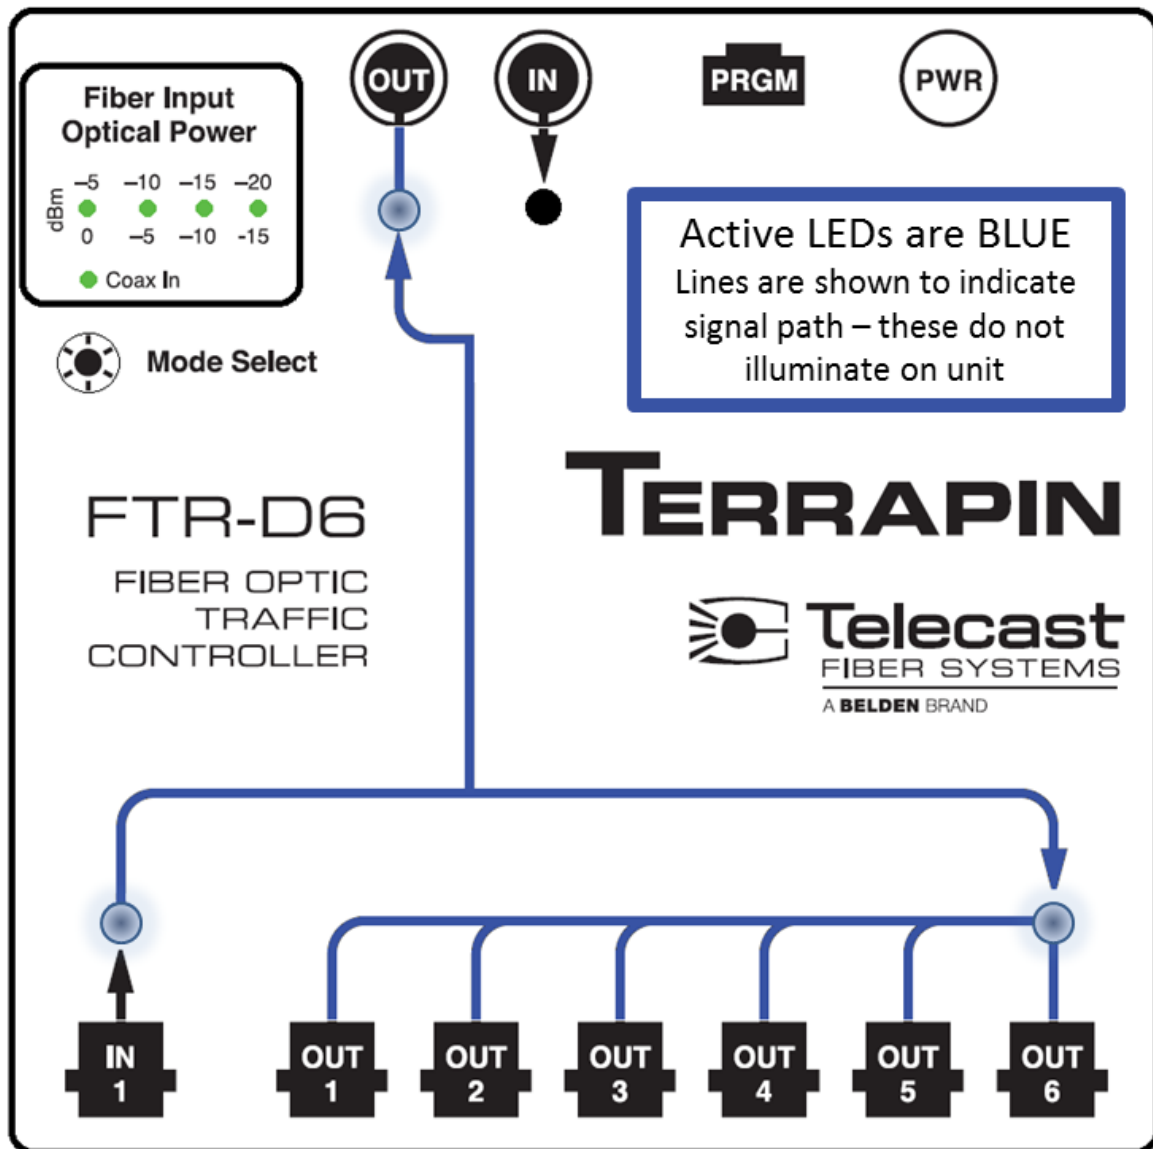 OUT
IN
PRGM
PWR
Fiber Input
Optical Power
dBm
–5 –10 –15 –20
0 –5 –10 -15
Coax In
Mode Select
Active LEDs are BLUE
Lines are shown to indicate
signal path – these do not
illuminate on unit
FTR-D6
FIBER OPTIC
TRAFFIC
CONTROLLER
TERRAPIN
Telecast
FIBER SYSTEMS
A BELDEN BRAND
IN
1
OUT
1
OUT
2
OUT
3
OUT
4
OUT
5
OUT
6